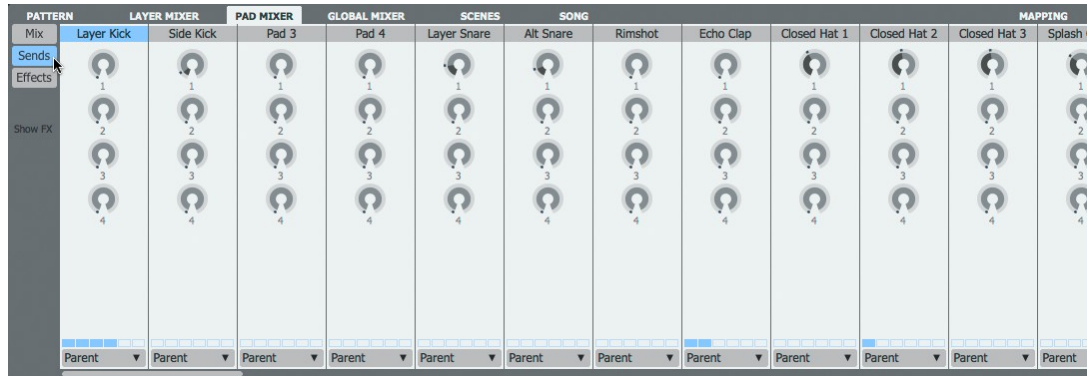 PATTERN LAYER MIXER PAD MIXER GLOBAL MIXER SCENES SONG MAPPING
Mix Layer Kick Side Kick Pad 3 Pad 4 Layer Snare Alt Snare Rimshot Echo Clap Closed Hat 1 Closed Hat 2 Closed Hat 3 Splash
Sends
Effects
1 1 1 1 1 1 1 1 1 1 1 1
Show FX
2 2 2 2 2 2 2 2 2 2 2 2
3 3 3 3 3 3 3 3 3 3 3 3
4 4 4 4 4 4 4 4 4 4 4 4
Parent Parent Parent Parent Parent Parent Parent Parent Parent Parent Parent Parent